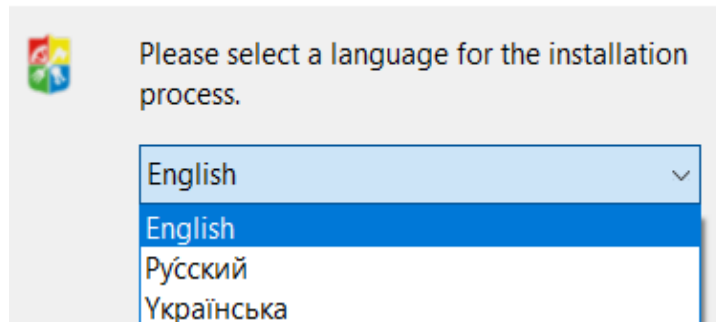 Please select a language for the installation
process.
English
English
Ру́сский
Українська